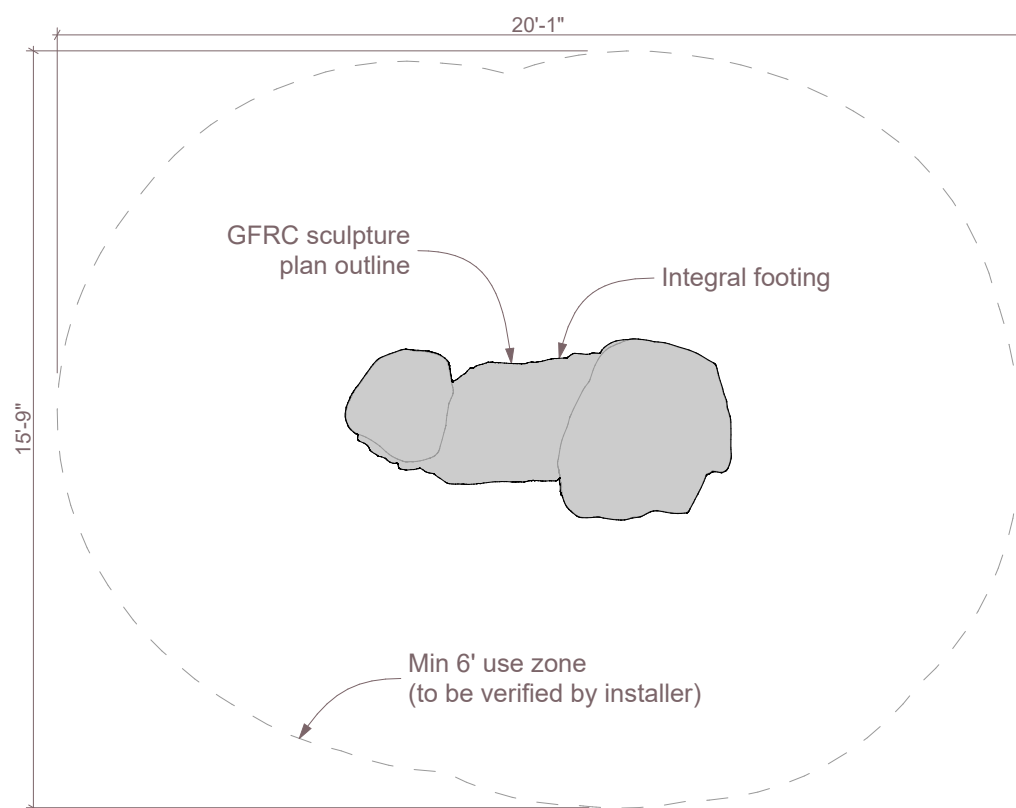 20'-1"
GFRC sculpture
plan outline
Integral footing
15'-9"
Min 6' use zone
(to be verified by installer)